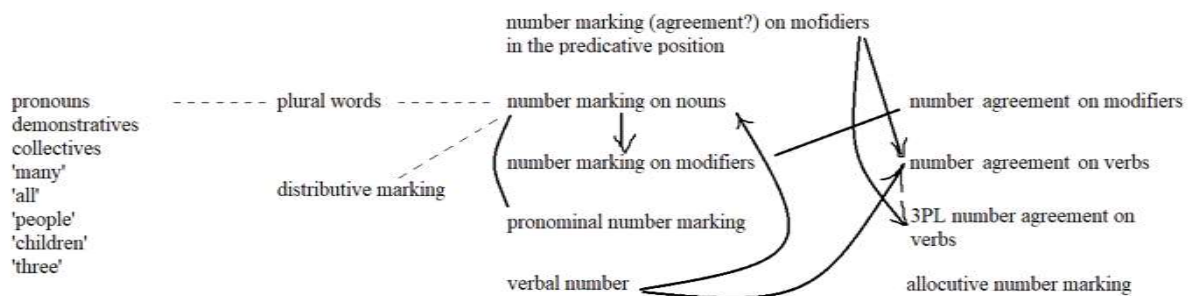 number marking (agreement?) on mofidiers
in the predicative position
pronouns
demonstratives
collectives
'many'
'all'
'people'
'children'
'three'
plural words
distributive marking
number marking on nouns
number marking on modifiers
pronominal number marking
verbal number
number agreement on modifiers
number agreement on verbs
3PL number agreement on
verbs
allocutive number marking